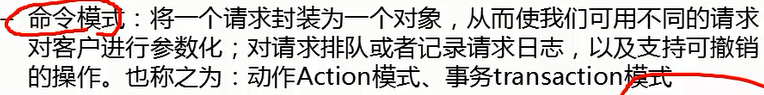 – 命令模式：将一个请求封装为一个对象，从而使我们可用不同的请求
对客户进行参数化；对请求排队或者记录请求日志，以及支持可撤销
的操作。也称之为：动作Action模式、事务transaction模式